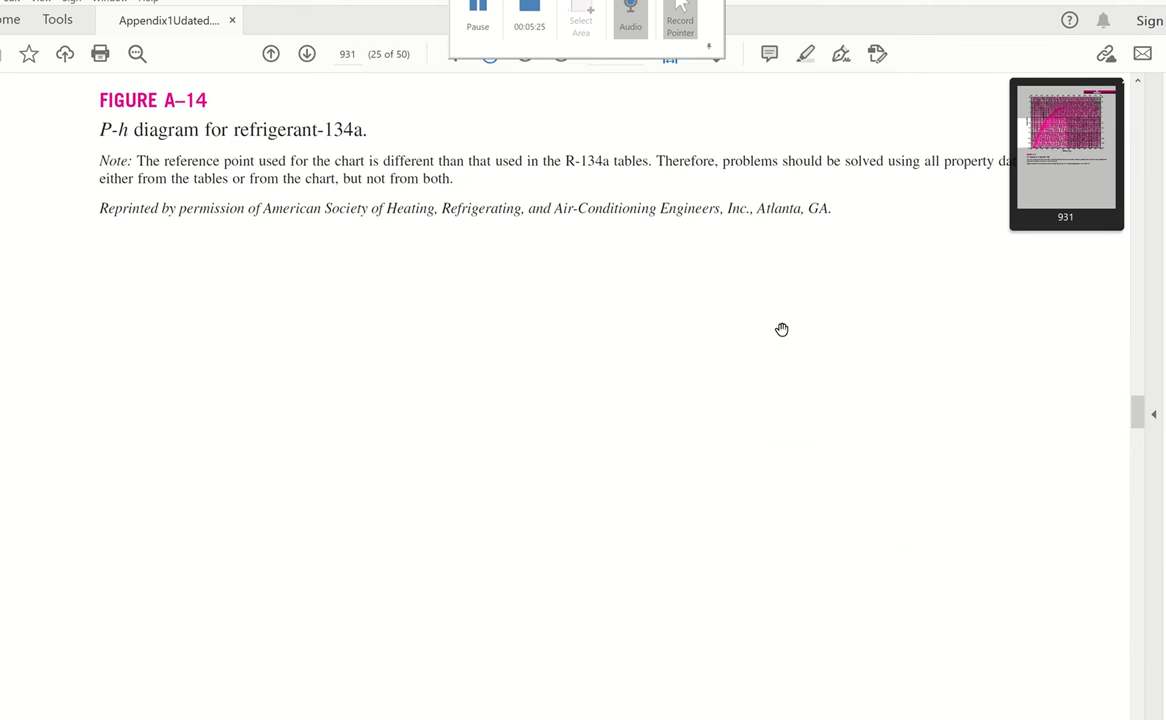 Tools
Appendix1Udated....
Pause
00:05:25
Select
Area
Audio
Record
Pointer
Sign
931
(25 of 50)
FIGURE A–14
P-h diagram for refrigerant-134a.
Note: The reference point used for the chart is different than that used in the R-134a tables. Therefore, problems should be solved using all property
either from the tables or from the chart, but not from both.
Reprinted by permission of American Society of Heating, Refrigerating, and Air-Conditioning Engineers, Inc., Atlanta, GA.
931